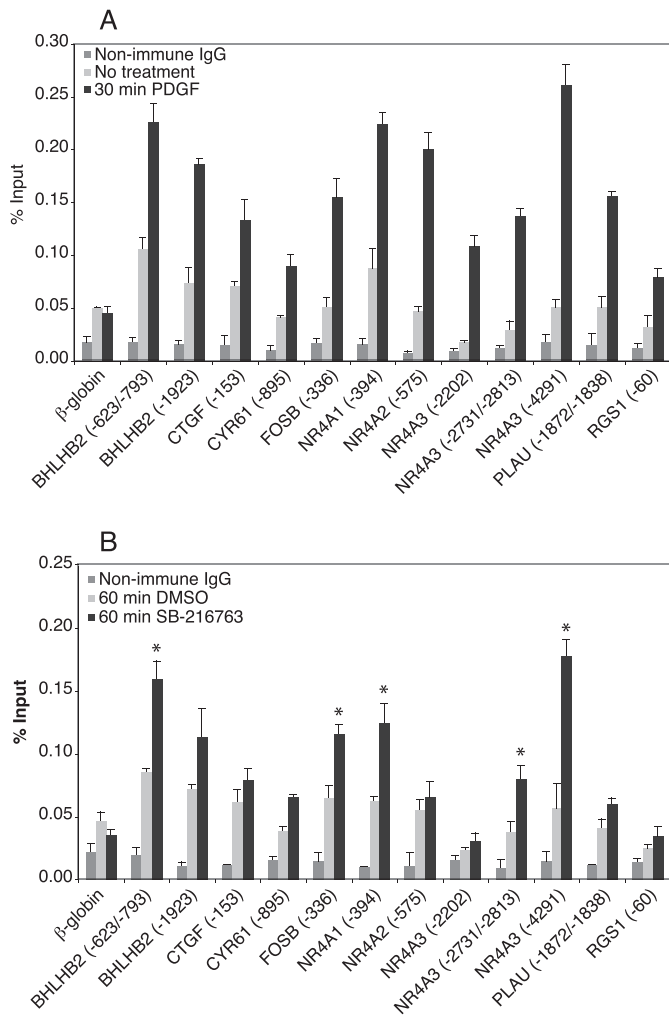 A
0.30
0.25
0.20
0.15
0.10
0.05
0.00
% Input
Non-immune IgG
No treatment
30 min PDGF
β-globin
BHLHB2 (-623/-793)
BHLHB2 (-1923)
CTGF (-153)
CYR61 (-895)
FOSB (-336)
NR4A1 (-394)
NR4A2 (-575)
NR4A3 (-2202)
NR4A3 (-2731/-2813)
NR4A3 (-4291)
PLAU (-1872/-1838)
RGS1 (-60)
B
0.25
0.20
0.15
0.10
0.05
0.00
% Input
Non-immune IgG
60 min DMSO
60 min SB-216763
*
*
*
*
*
β-globin
BHLHB2 (-623/-793)
BHLHB2 (-1923)
CTGF (-153)
CYR61 (-895)
FOSB (-336)
NR4A1 (-394)
NR4A2 (-575)
NR4A3 (-2202)
NR4A3 (-2731/-2813)
NR4A3 (-4291)
PLAU (-1872/-1838)
RGS1 (-60)